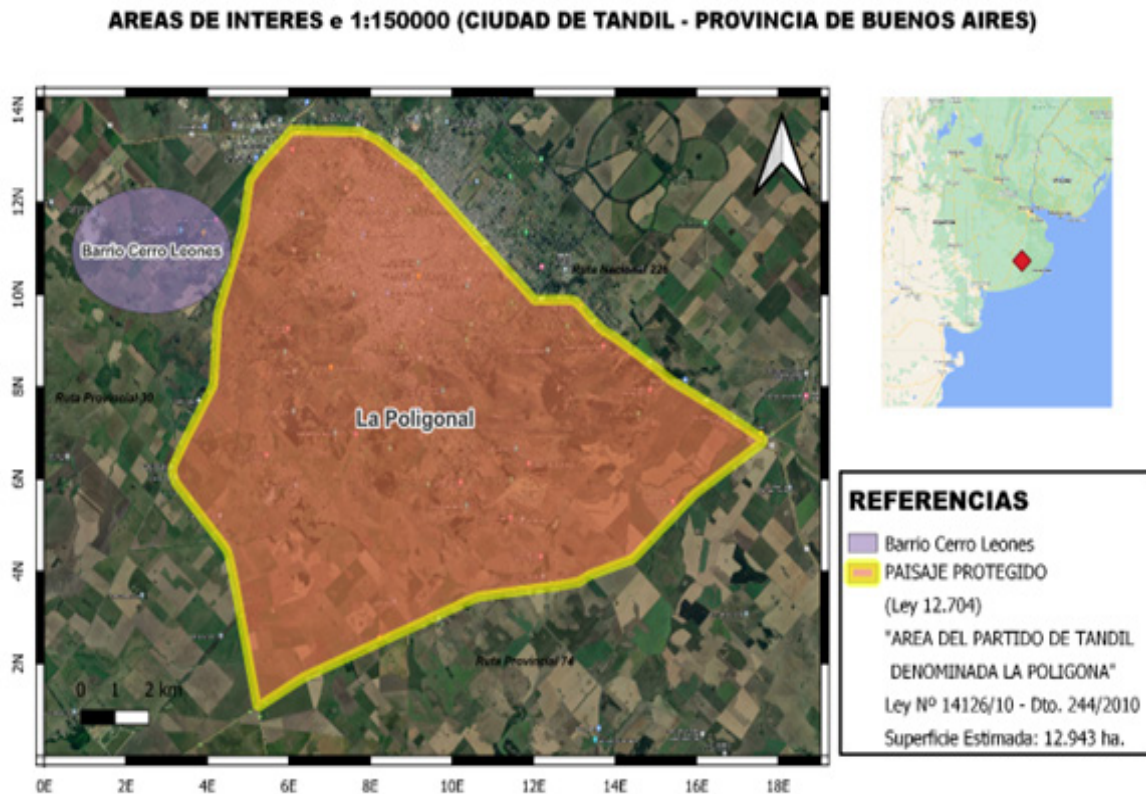 AREAS DE INTERES e 1:150000 (CIUDAD DE TANDIL - PROVINCIA DE BUENOS AIRES)
14N
12N
10N
8N
6N
4N
2N
Barrio Cerro Leones
Ruta Nacional 226
Ruta Provincial 30
La Poligonal
Ruta Provincial 74
0 1 2 km
0E 2E 4E 6E 8E 10E 12E 14E 16E 18E
REFERENCIAS
Barrio Cerro Leones
PAISAJE PROTEGIDO
(Ley 12.704)
"AREA DEL PARTIDO DE TANDIL
DENOMINADA LA POLIGONA"
Ley Nº 14126/10 - Dto. 244/2010
Superficie Estimada: 12.943 ha.